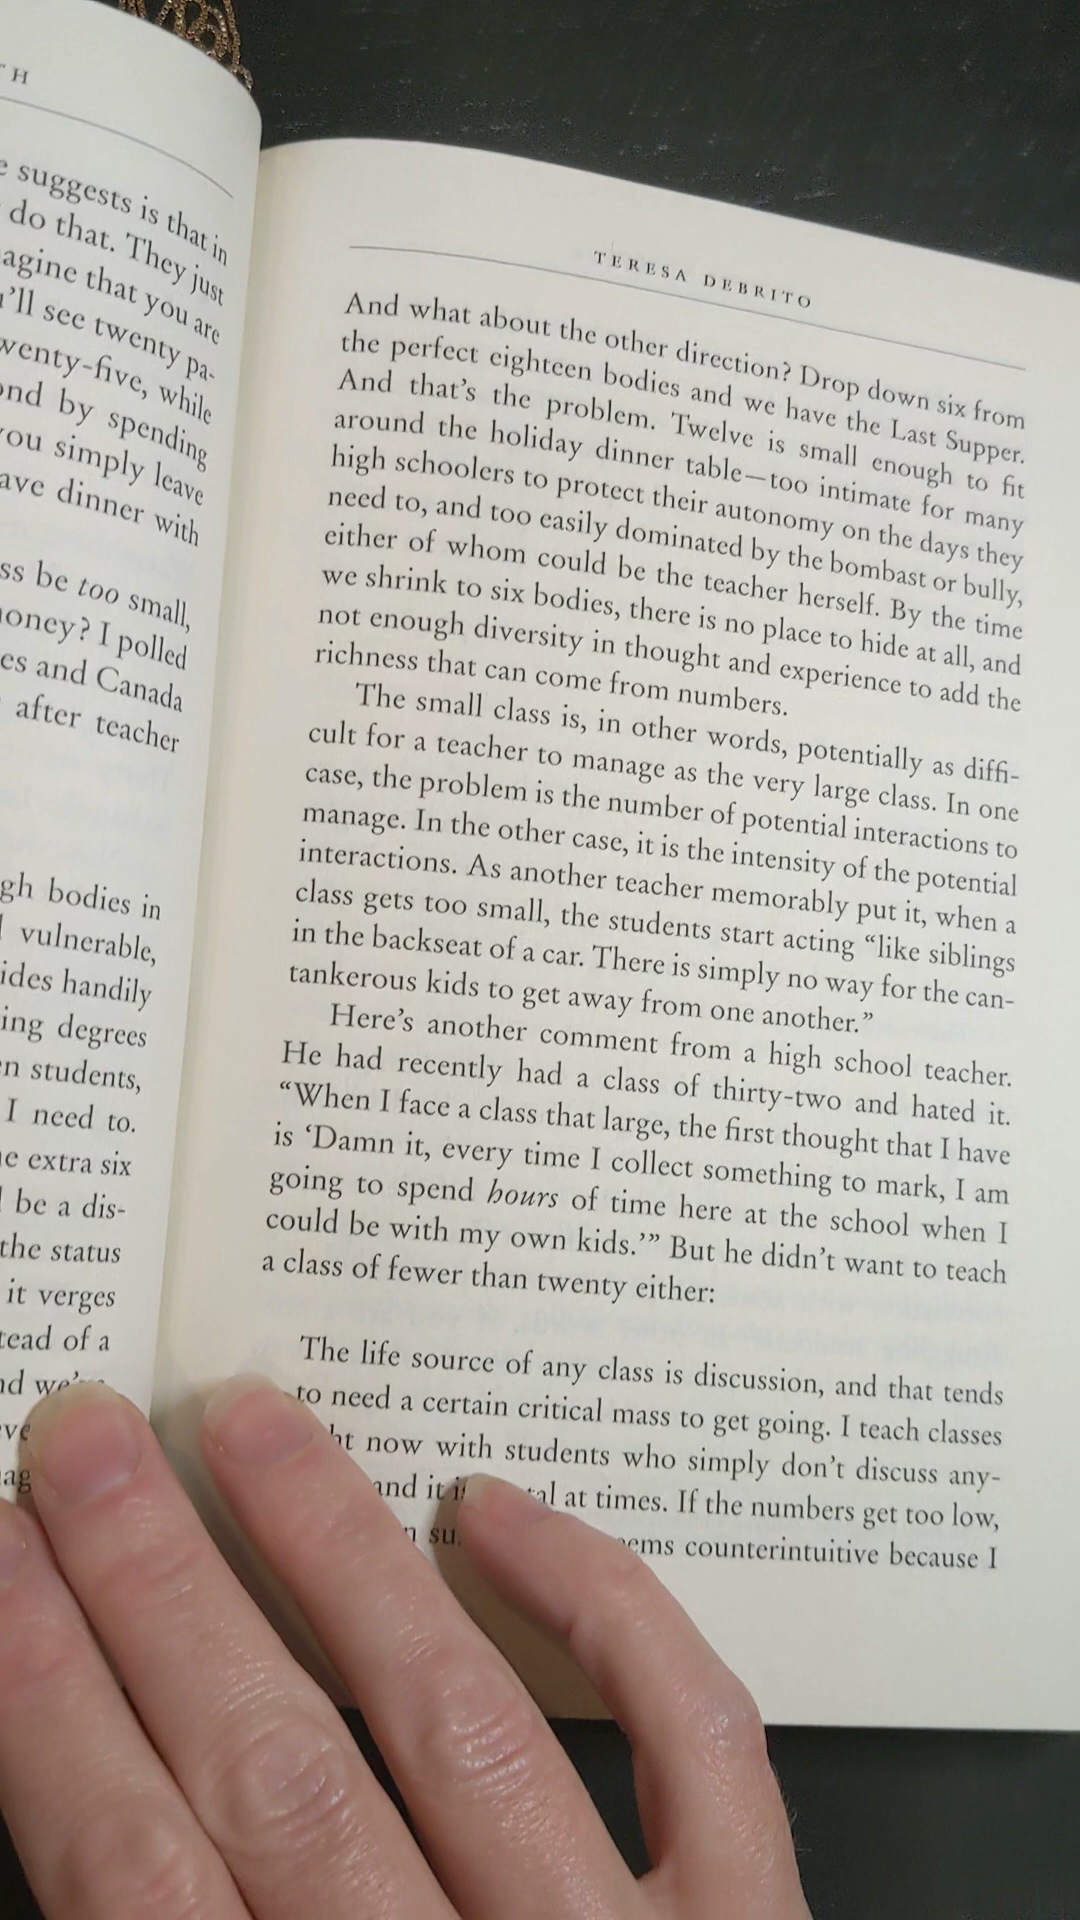 TH
suggests is that in
do that. They just
agine that you are
'll see twenty pa-
wenty-five, while
ond by spending
you simply leave
ave dinner with
ss be too small,
oney? I polled
es and Canada
after teacher
gh bodies in
vulnerable,
ides handily
ing degrees
en students,
I need to.
e extra six
be a dis-
the status
it verges
tead of a
nd
TERESA DEBRITO
And what about the other direction? Drop down six from
the perfect eighteen bodies and we have the Last Supper.
And that's the problem. Twelve is small enough to fit
around the holiday dinner table—too intimate for many
high schoolers to protect their autonomy on the days they
need to, and too easily dominated by the bombast or bully,
either of whom could be the teacher herself. By the time
we shrink to six bodies, there is no place to hide at all, and
not enough diversity in thought and experience to add the
richness that can come from numbers.
The small class is, in other words, potentially as diffi-
cult for a teacher to manage as the very large class. In one
case, the problem is the number of potential interactions to
manage. In the other case, it is the intensity of the potential
interactions. As another teacher memorably put it, when a
class gets too small, the students start acting “like siblings
in the backseat of a car. There is simply no way for the can-
tankerous kids to get away from one another.”
Here's another comment from a high school teacher.
He had recently had a class of thirty-two and hated it.
“When I face a class that large, the first thought that I have
is ‘Damn it, every time I collect something to mark, I am
going to spend hours of time here at the school when I
could be with my own kids.’” But he didn't want to teach
a class of fewer than twenty either:
The life source of any class is discussion, and that tends
to need a certain critical mass to get going. I teach classes
now with students who simply don't discuss any-
and it at times. If the numbers get too low,
counterintuitive because I